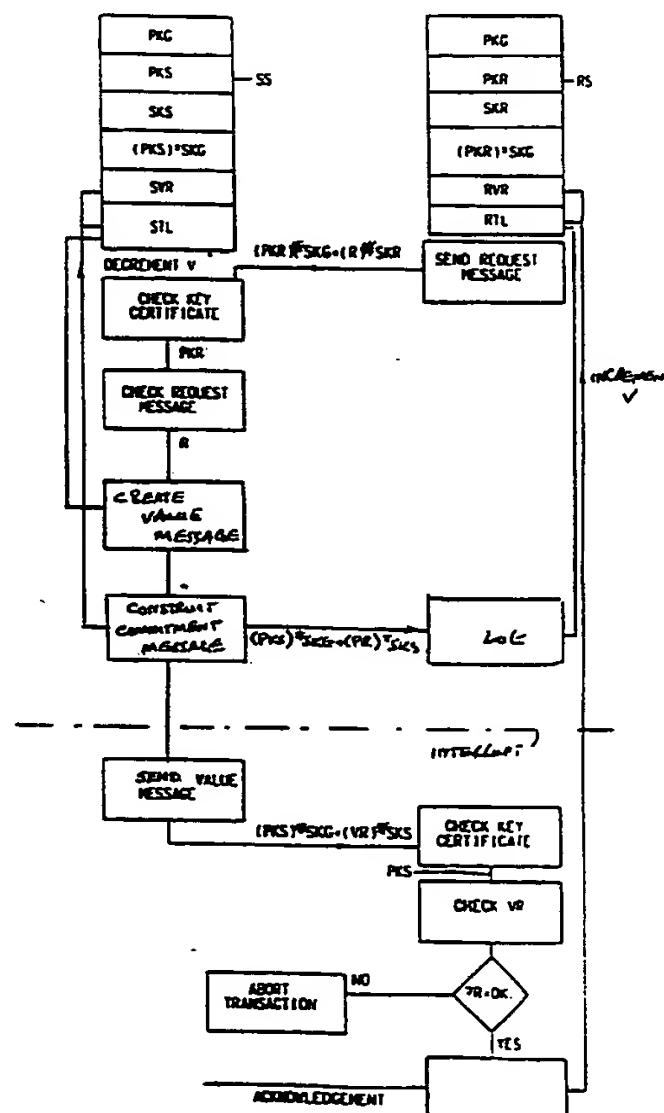 PKG
PKS
SS
SKS
(PKS)*SKG
SVR
STL
PKG
PKR
RS
SKR
(PKR)*SKG
RVR
RTL
DECREMENT V
(PKR)*SKG+(R)*SKR
SEND REQUEST
MESSAGE
CHECK KEY
CERTIFICATE
PKR
CHECK REQUEST
MESSAGE
R
INCREMENT
V
CREATE
VALUE
MESSAGE
CONSTRUCT
COMMITMENT
MESSAGE
(PKS)*SKG+(PR)*SKS
LOG
INTERRUPT
SEND VALUE
MESSAGE
(PKS)*SKG+(VR)*SKS
CHECK KEY
CERTIFICATE
PKS
CHECK VR
ABORT
TRANSACTION
NO
?R=OK.
YES
ACKNOWLEDGEMENT